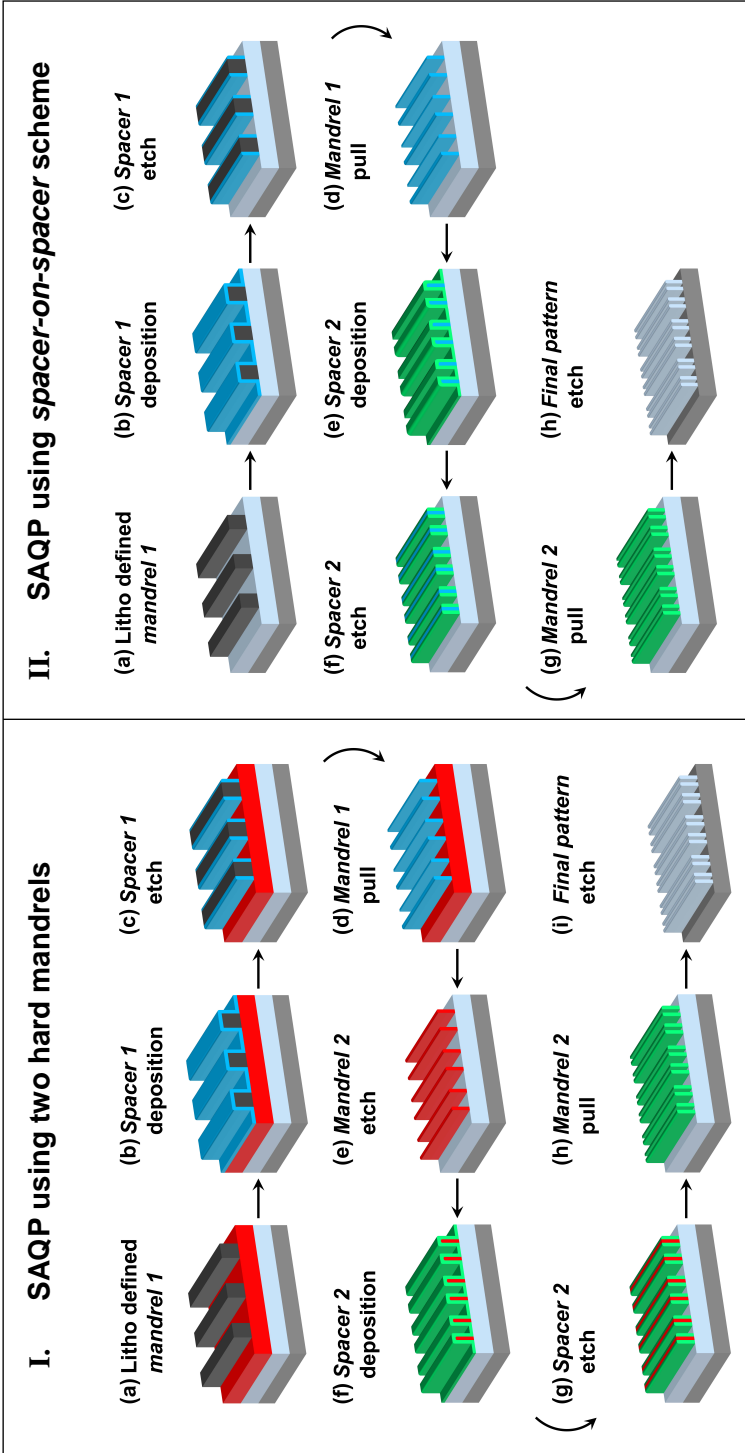 I. SAQP using two hard mandrels
(a) Litho defined
mandrel 1
(b) Spacer 1
deposition
(c) Spacer 1
etch
(d) Mandrel 1
pull
(e) Mandrel 2
etch
(f) Spacer 2
deposition
(g) Spacer 2
etch
(h) Mandrel 2
pull
(i) Final pattern
etch
II. SAQP using spacer-on-spacer scheme
(a) Litho defined
mandrel 1
(b) Spacer 1
deposition
(c) Spacer 1
etch
(d) Mandrel 1
pull
(e) Spacer 2
deposition
(f) Spacer 2
etch
(g) Mandrel 2
pull
(h) Final pattern
etch